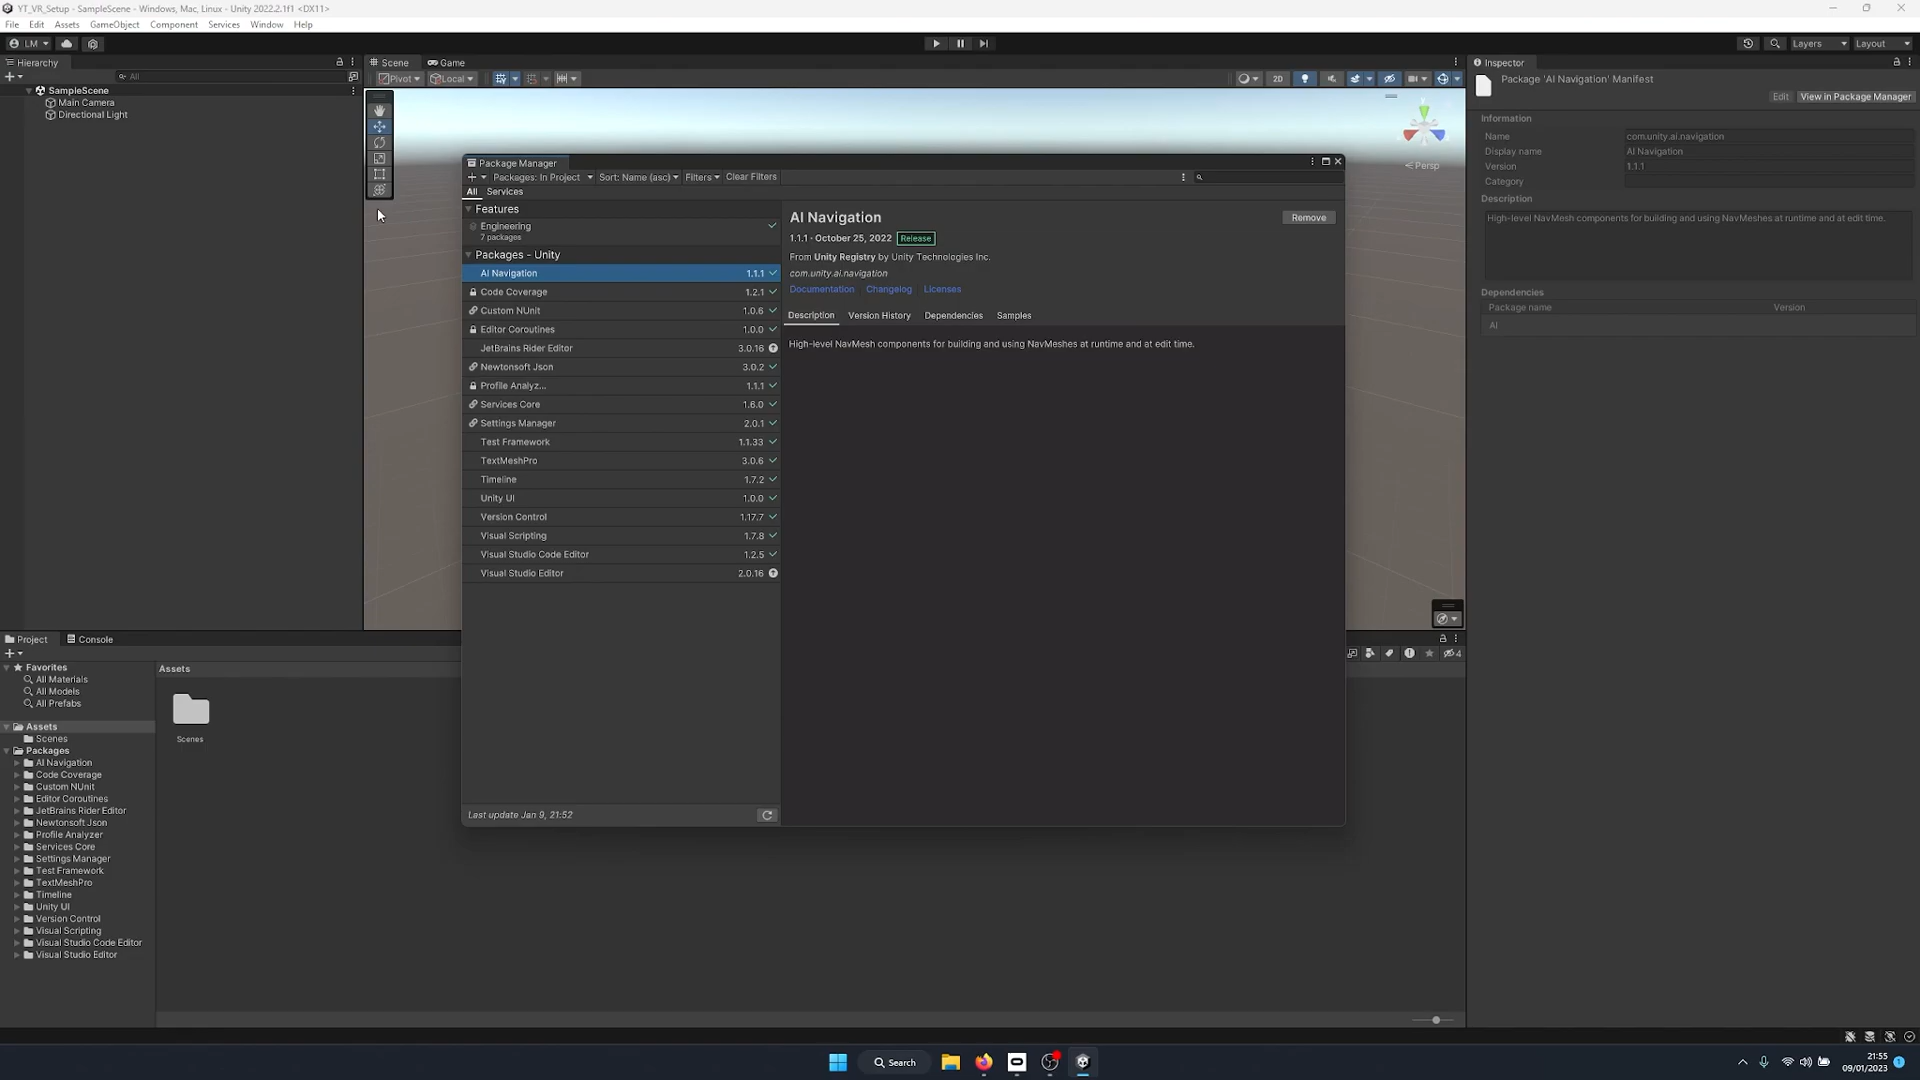 YT_VR_Setup - SampleScene - Windows, Mac, Linux - Unity 2022.2.1f1 <DX11>
File Edit Assets GameObject Component Services Window Help
LM
Layers
Layout
Hierarchy
All
SampleScene
Main Camera
Directional Light
Scene
Game
Pivot
Local
2D
Persp
Package Manager
Packages: In Project
Sort: Name (asc)
Filters
Clear Filters
All
Services
Features
Engineering
7 packages
Packages - Unity
AI Navigation 1.1.1
Code Coverage 1.2.1
Custom NUnit 1.0.6
Editor Coroutines 1.0.0
JetBrains Rider Editor 3.0.16
Newtonsoft Json 3.0.2
Profile Analyz... 1.1.1
Services Core 1.6.0
Settings Manager 2.0.1
Test Framework 1.1.33
TextMeshPro 3.0.6
Timeline 1.7.2
Unity UI 1.0.0
Version Control 1.17.7
Visual Scripting 1.7.8
Visual Studio Code Editor 1.2.5
Visual Studio Editor 2.0.16
Last update Jan 9, 21:52
AI Navigation
Remove
1.1.1 · October 25, 2022 Release
From Unity Registry by Unity Technologies Inc.
com.unity.ai.navigation
Documentation Changelog Licenses
Description Version History Dependencies Samples
High-level NavMesh components for building and using NavMeshes at runtime and at edit time.
Inspector
Package 'AI Navigation' Manifest
Edit
View in Package Manager
Information
Name com.unity.ai.navigation
Display name AI Navigation
Version 1.1.1
Category
Description
High-level NavMesh components for building and using NavMeshes at runtime and at edit time.
Dependencies
Package name Version
AI
Project
Console
4
Favorites
All Materials
All Models
All Prefabs
Assets
Scenes
Packages
AI Navigation
Code Coverage
Custom NUnit
Editor Coroutines
JetBrains Rider Editor
Newtonsoft Json
Profile Analyzer
Services Core
Settings Manager
Test Framework
TextMeshPro
Timeline
Unity UI
Version Control
Visual Scripting
Visual Studio Code Editor
Visual Studio Editor
Assets
Scenes
Search
21:55
09/01/2023
1